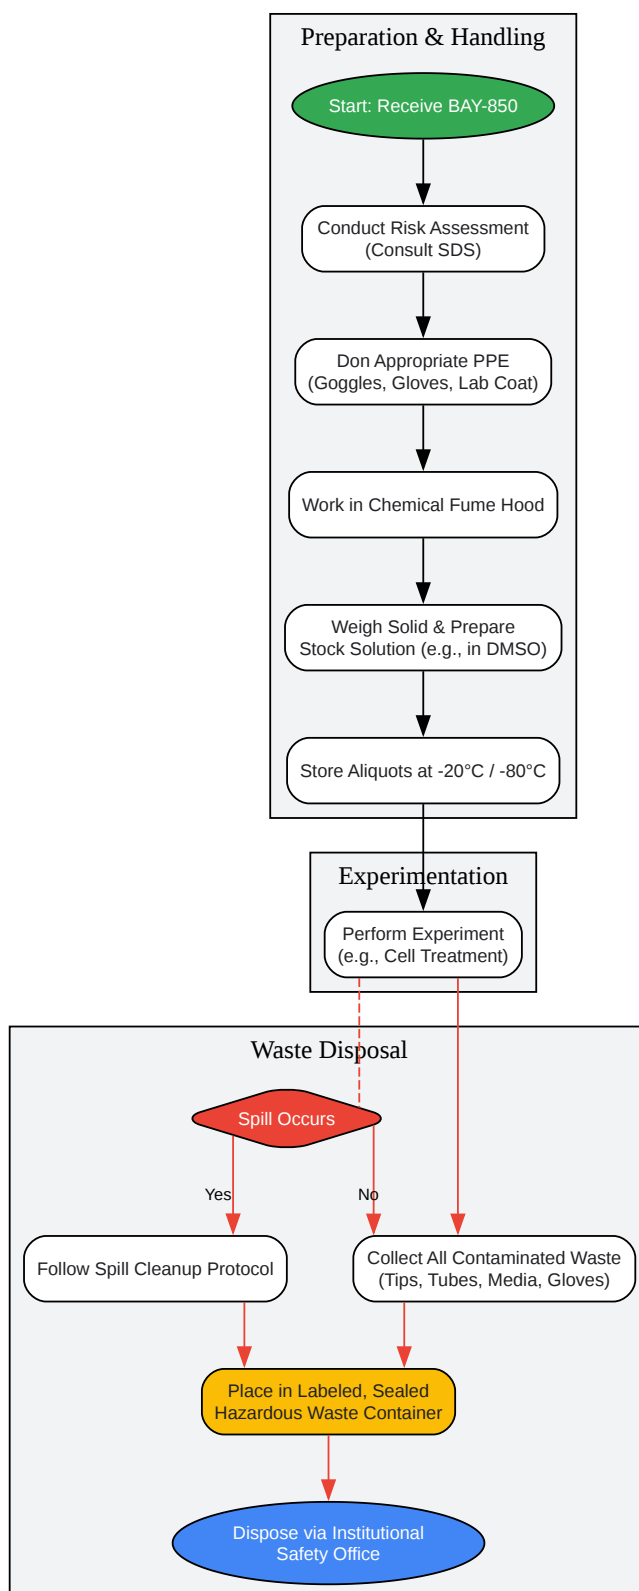 Preparation & Handling
Start: Receive BAY-850
Conduct Risk Assessment
(Consult SDS)
Don Appropriate PPE
(Goggles, Gloves, Lab Coat)
Work in Chemical Fume Hood
Weigh Solid & Prepare
Stock Solution (e.g., in DMSO)
Store Aliquots at -20°C / -80°C
Experimentation
Perform Experiment
(e.g., Cell Treatment)
Waste Disposal
Spill Occurs
Yes
No
Follow Spill Cleanup Protocol
Collect All Contaminated Waste
(Tips, Tubes, Media, Gloves)
Place in Labeled, Sealed
Hazardous Waste Container
Dispose via Institutional
Safety Office